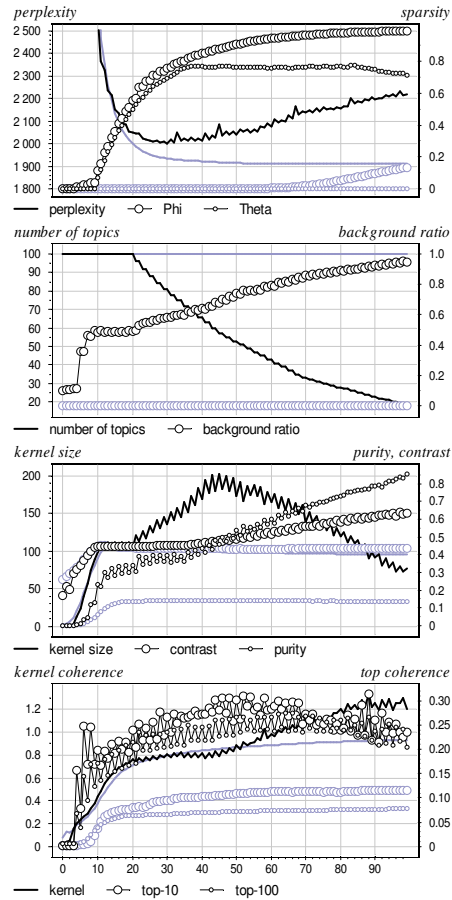 perplexity sparsity
2 500
2 400 0.8
2 300
2 200 0.6
2 100 0.4
2 000
1 900 0.2
1 800 0
perplexity Phi Theta
number of topics background ratio
100 1.0
90
80 0.8
70
60 0.6
50 0.4
40
30 0.2
20 0
number of topics background ratio
kernel size purity, contrast
200 0.8
0.7
150 0.6
0.5
100 0.4
0.3
50 0.2
0.1
0 0
kernel size contrast purity
kernel coherence top coherence
1.2 0.30
1.0 0.25
0.8 0.20
0.6 0.15
0.4 0.10
0.2 0.05
0 0
0 10 20 30 40 50 60 70 80 90
kernel top-10 top-100